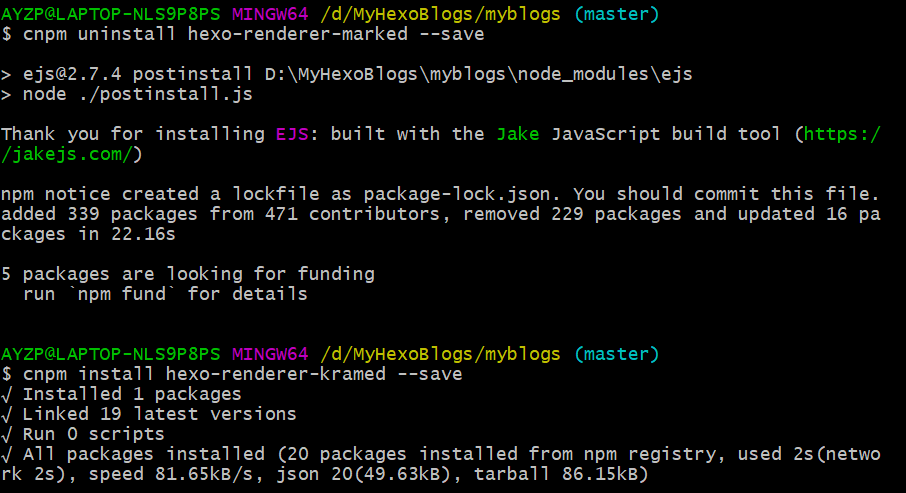 AYZP@LAPTOP-NLS9P8PS MINGW64 /d/MyHexoBlogs/myblogs (master)
$ cnpm uninstall hexo-renderer-marked --save
> ejs@2.7.4 postinstall D:\MyHexoBlogs\myblogs\node_modules\ejs
> node ./postinstall.js
Thank you for installing EJS: built with the Jake JavaScript build tool (https:/
/jakejs.com/)
npm notice created a lockfile as package-lock.json. You should commit this file.
added 339 packages from 471 contributors, removed 229 packages and updated 16 pa
ckages in 22.16s
5 packages are looking for funding
  run `npm fund` for details
AYZP@LAPTOP-NLS9P8PS MINGW64 /d/MyHexoBlogs/myblogs (master)
$ cnpm install hexo-renderer-kramed --save
√ Installed 1 packages
√ Linked 19 latest versions
√ Run 0 scripts
√ All packages installed (20 packages installed from npm registry, used 2s(netwo
rk 2s), speed 81.65kB/s, json 20(49.63kB), tarball 86.15kB)